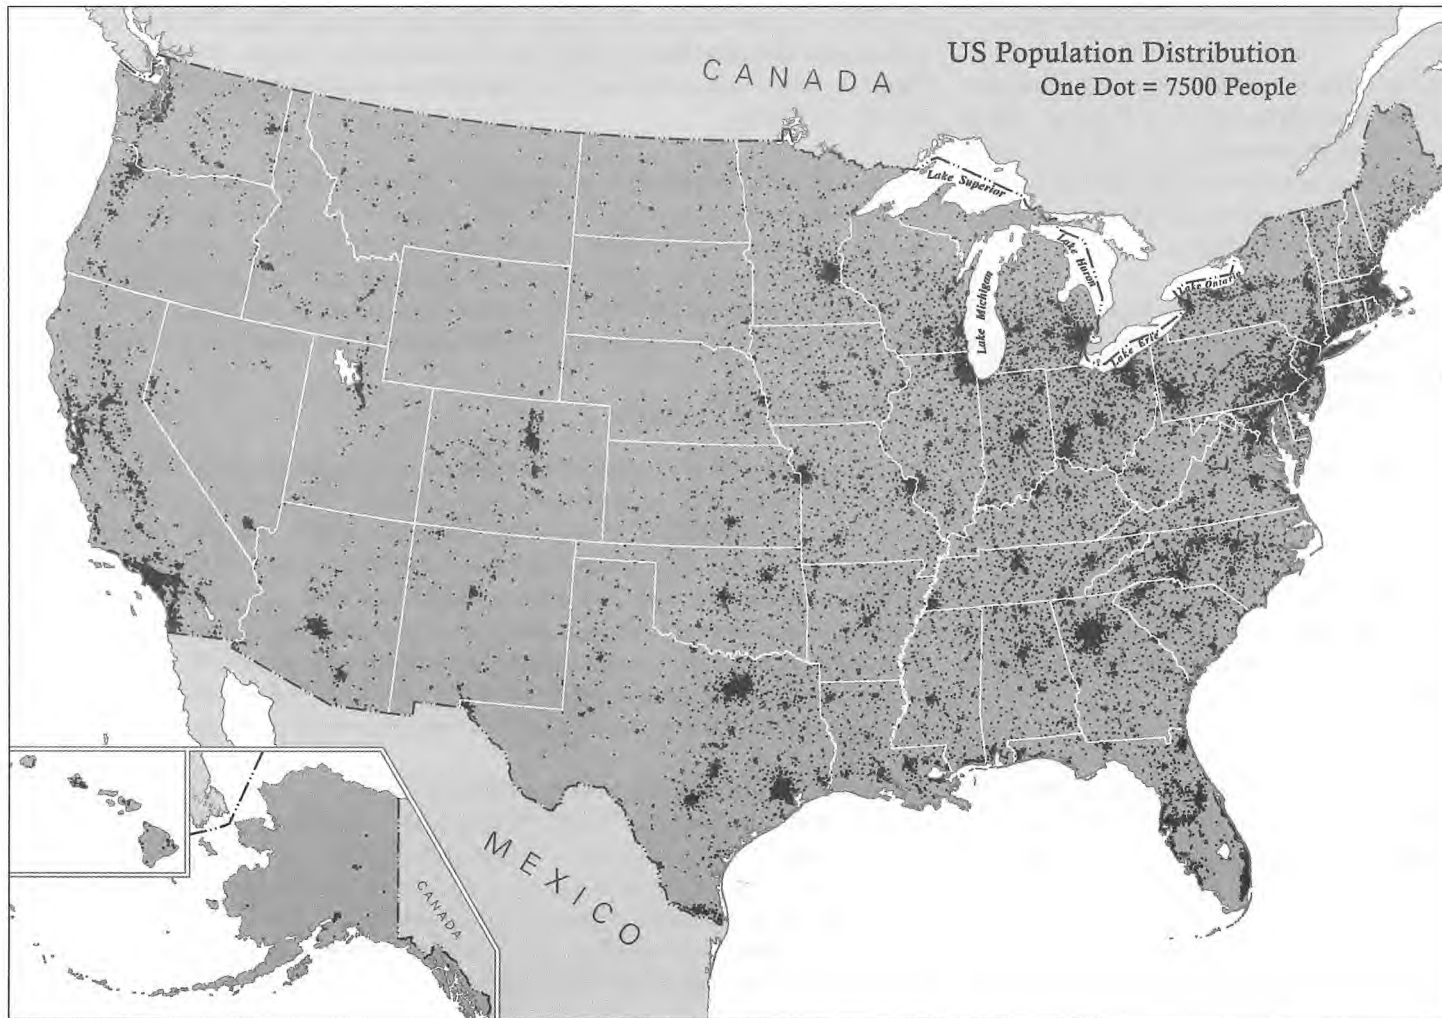 US Population Distribution
One Dot = 7500 People
CANADA
Lake Superior
Lake Huron
Lake Michigan
Lake Ontario
Lake Erie
MEXICO
CANADA